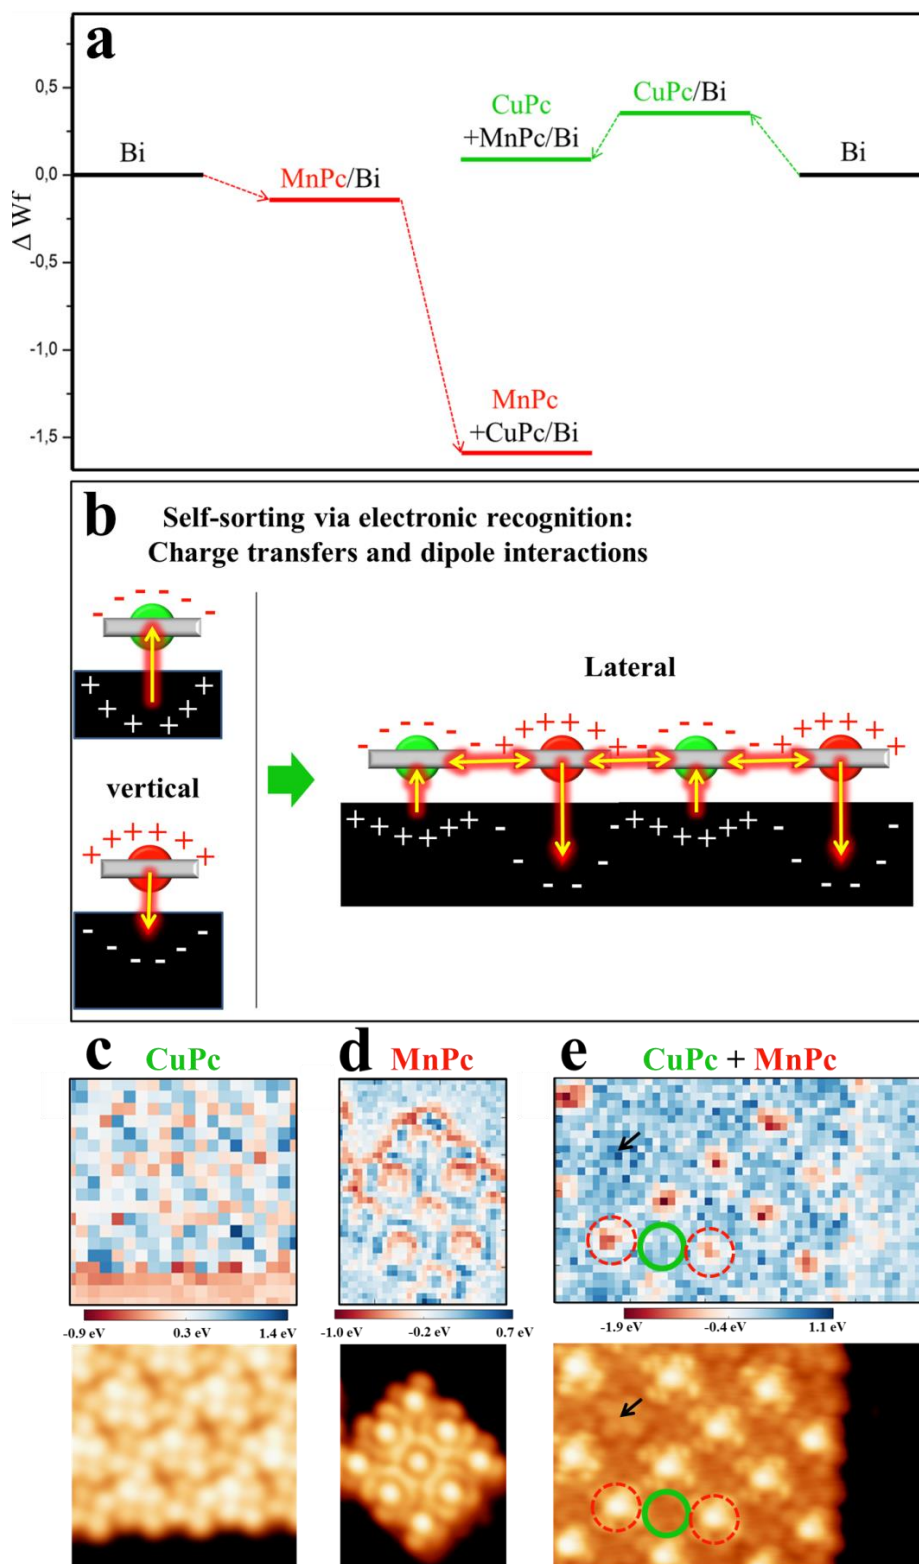 a
0,5
0,0
-0,5
-1,0
-1,5
Δ Wf
Bi
MnPc/Bi
CuPc
+MnPc/Bi
CuPc/Bi
Bi
MnPc
+CuPc/Bi
b
Self-sorting via electronic recognition:
Charge transfers and dipole interactions
vertical
Lateral
c
CuPc
d
MnPc
e
CuPc + MnPc
-0.9 eV 0.3 eV 1.4 eV
-1.0 eV -0.2 eV 0.7 eV
-1.9 eV -0.4 eV 1.1 eV